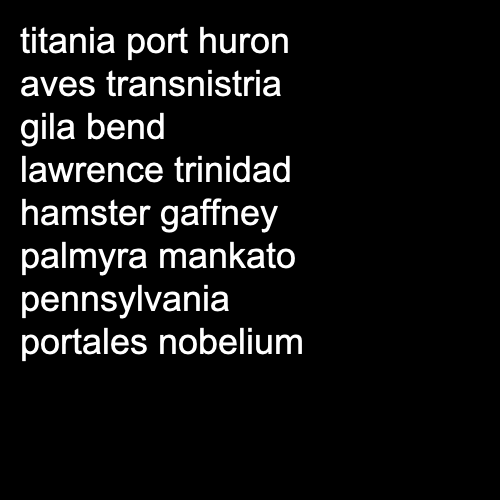 titania port huron
aves transnistria
gila bend
lawrence trinidad
hamster gaffney
palmyra mankato
pennsylvania
portales nobelium